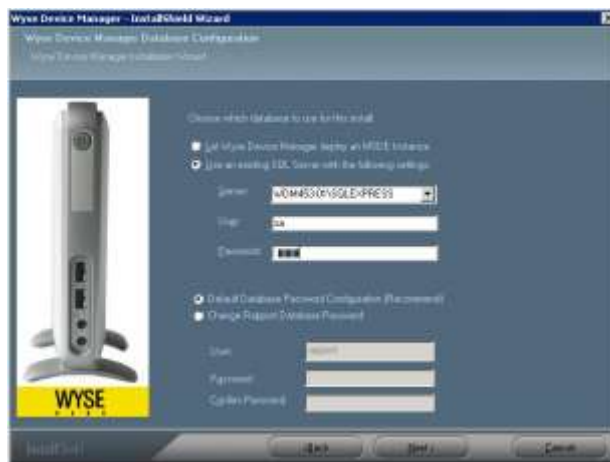 Wyse Device Manager - InstallShield Wizard
Wyse Device Manager Database Configuration
Wyse Device Manager Installation Wizard
Choose which database to use for this install.
Let Wyse Device Manager deploy an MSDE Instance
Use an existing SQL Server with the following settings:
Server:
\SQLEXPRESS
User:
sa
Password:
Default Database Password Configuration (Recommended)
Change Rapport Database Password
User:
rapport
Password:
Confirm Password:
WYSE
InstallShield
Back
Next
Cancel